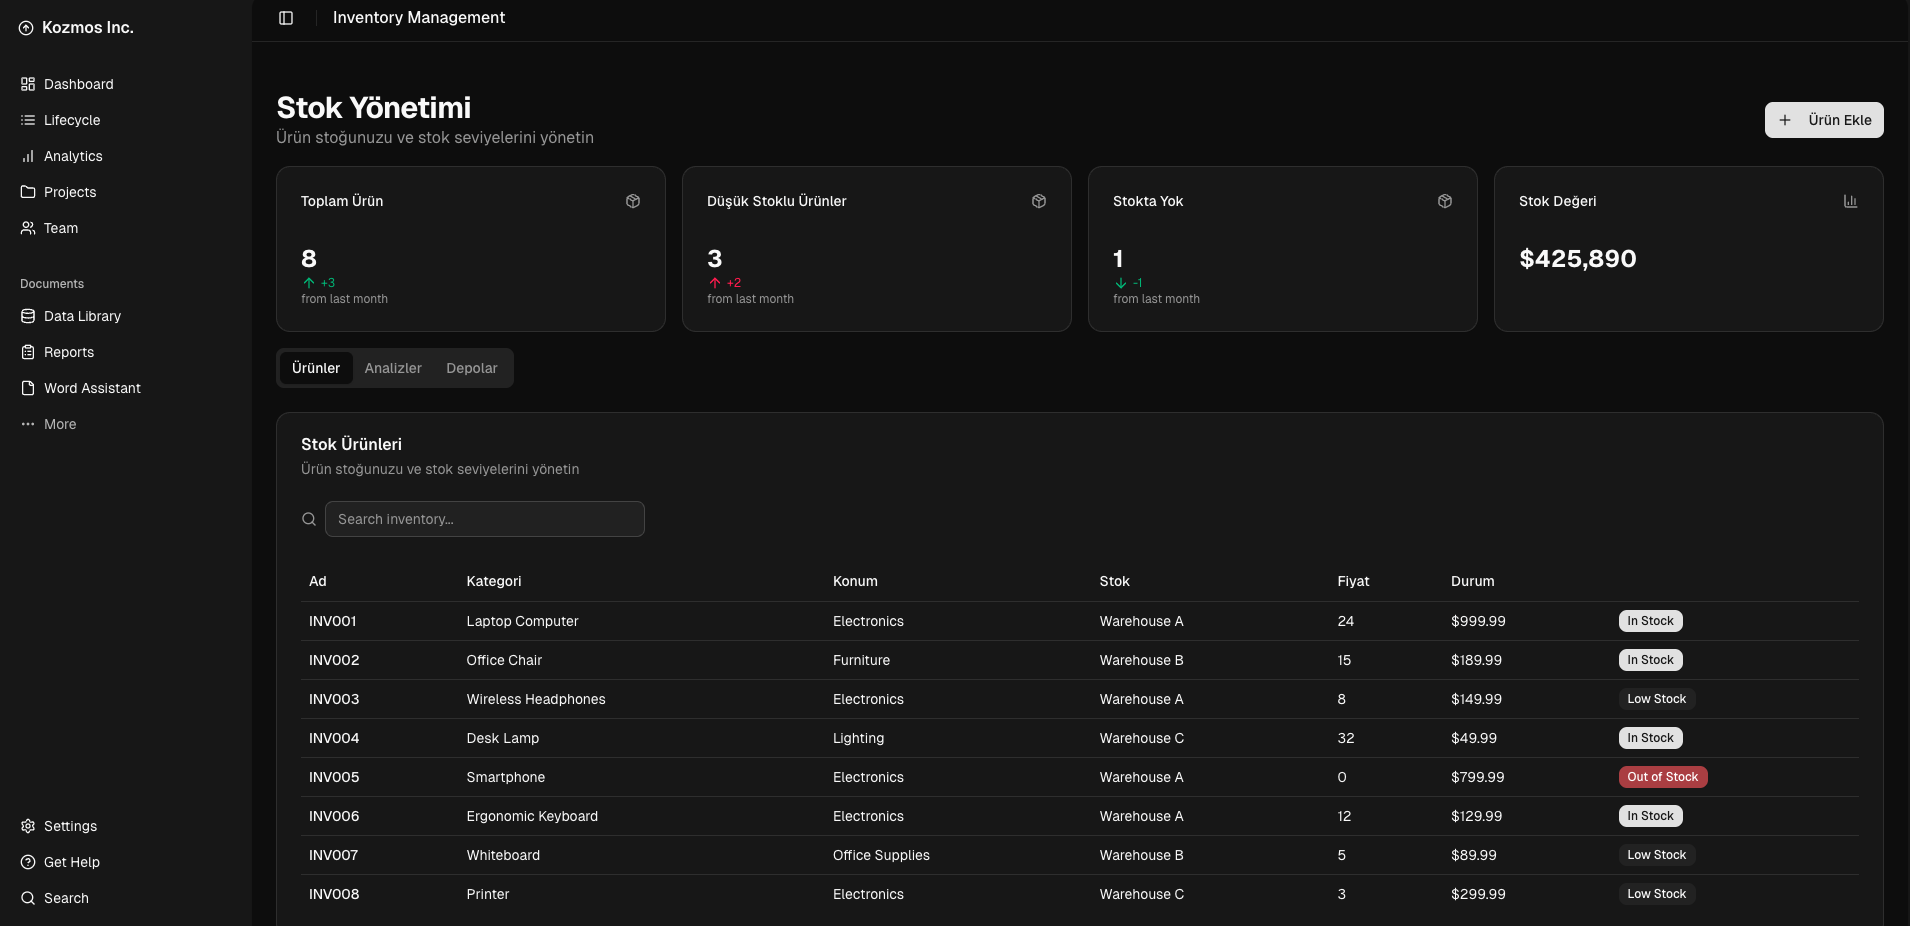 Kozmos Inc.
Dashboard
Lifecycle
Analytics
Projects
Team
Documents
Data Library
Reports
Word Assistant
More
Settings
Get Help
Search
Inventory Management
Stok Yönetimi
Ürün stoğunuzu ve stok seviyelerini yönetin
Ürün Ekle
Toplam Ürün
8
+3
from last month
Düşük Stoklu Ürünler
3
+2
from last month
Stokta Yok
1
-1
from last month
Stok Değeri
$425,890
Ürünler Analizler Depolar
Stok Ürünleri
Ürün stoğunuzu ve stok seviyelerini yönetin
Search inventory...
Ad Kategori Konum Stok Fiyat Durum
INV001 Laptop Computer Electronics Warehouse A 24 $999.99 In Stock
INV002 Office Chair Furniture Warehouse B 15 $189.99 In Stock
INV003 Wireless Headphones Electronics Warehouse A 8 $149.99 Low Stock
INV004 Desk Lamp Lighting Warehouse C 32 $49.99 In Stock
INV005 Smartphone Electronics Warehouse A 0 $799.99 Out of Stock
INV006 Ergonomic Keyboard Electronics Warehouse A 12 $129.99 In Stock
INV007 Whiteboard Office Supplies Warehouse B 5 $89.99 Low Stock
INV008 Printer Electronics Warehouse C 3 $299.99 Low Stock